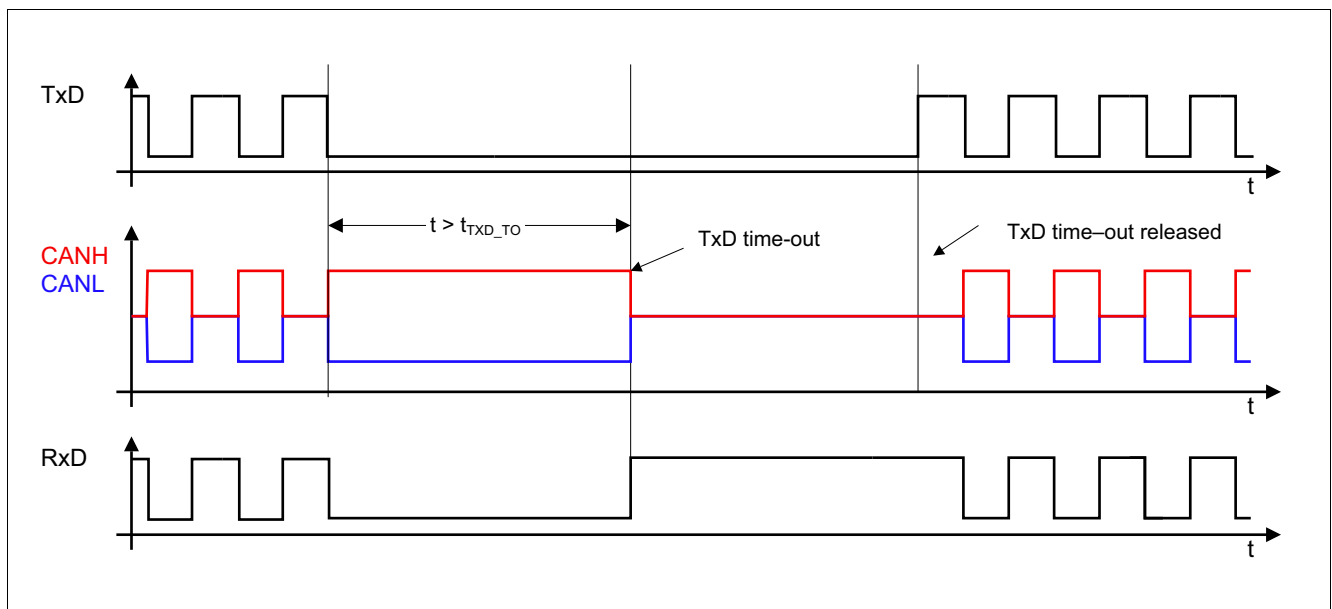 TxD
t
t > tTXD_TO
TxD time-out
TxD time–out released
CANH
CANL
t
RxD
t